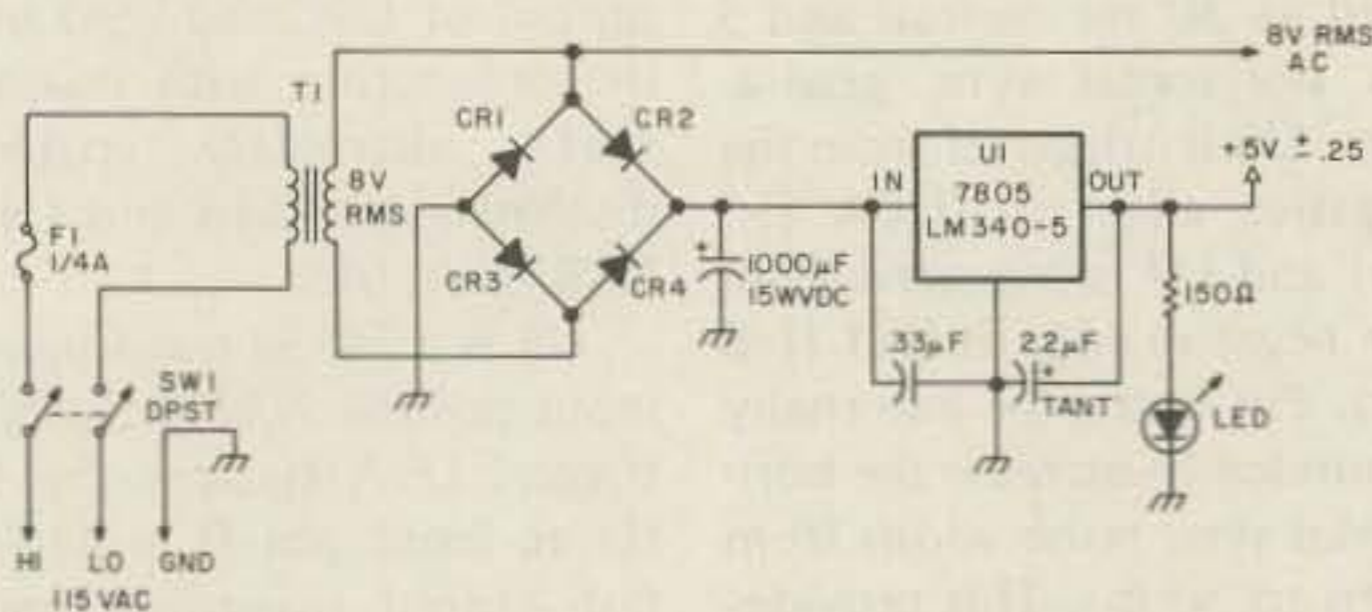 8V RMS
AC
T1
CR1
CR2
U1
7805
LM340-5
IN
OUT
+5V ± .25
8V
RMS
F1
1/4A
CR3
CR4
+
1000µF
15WVDC
150Ω
.33µF
2.2µF
+
TANT
SW1
DPST
LED
HI
LO
GND
115 VAC